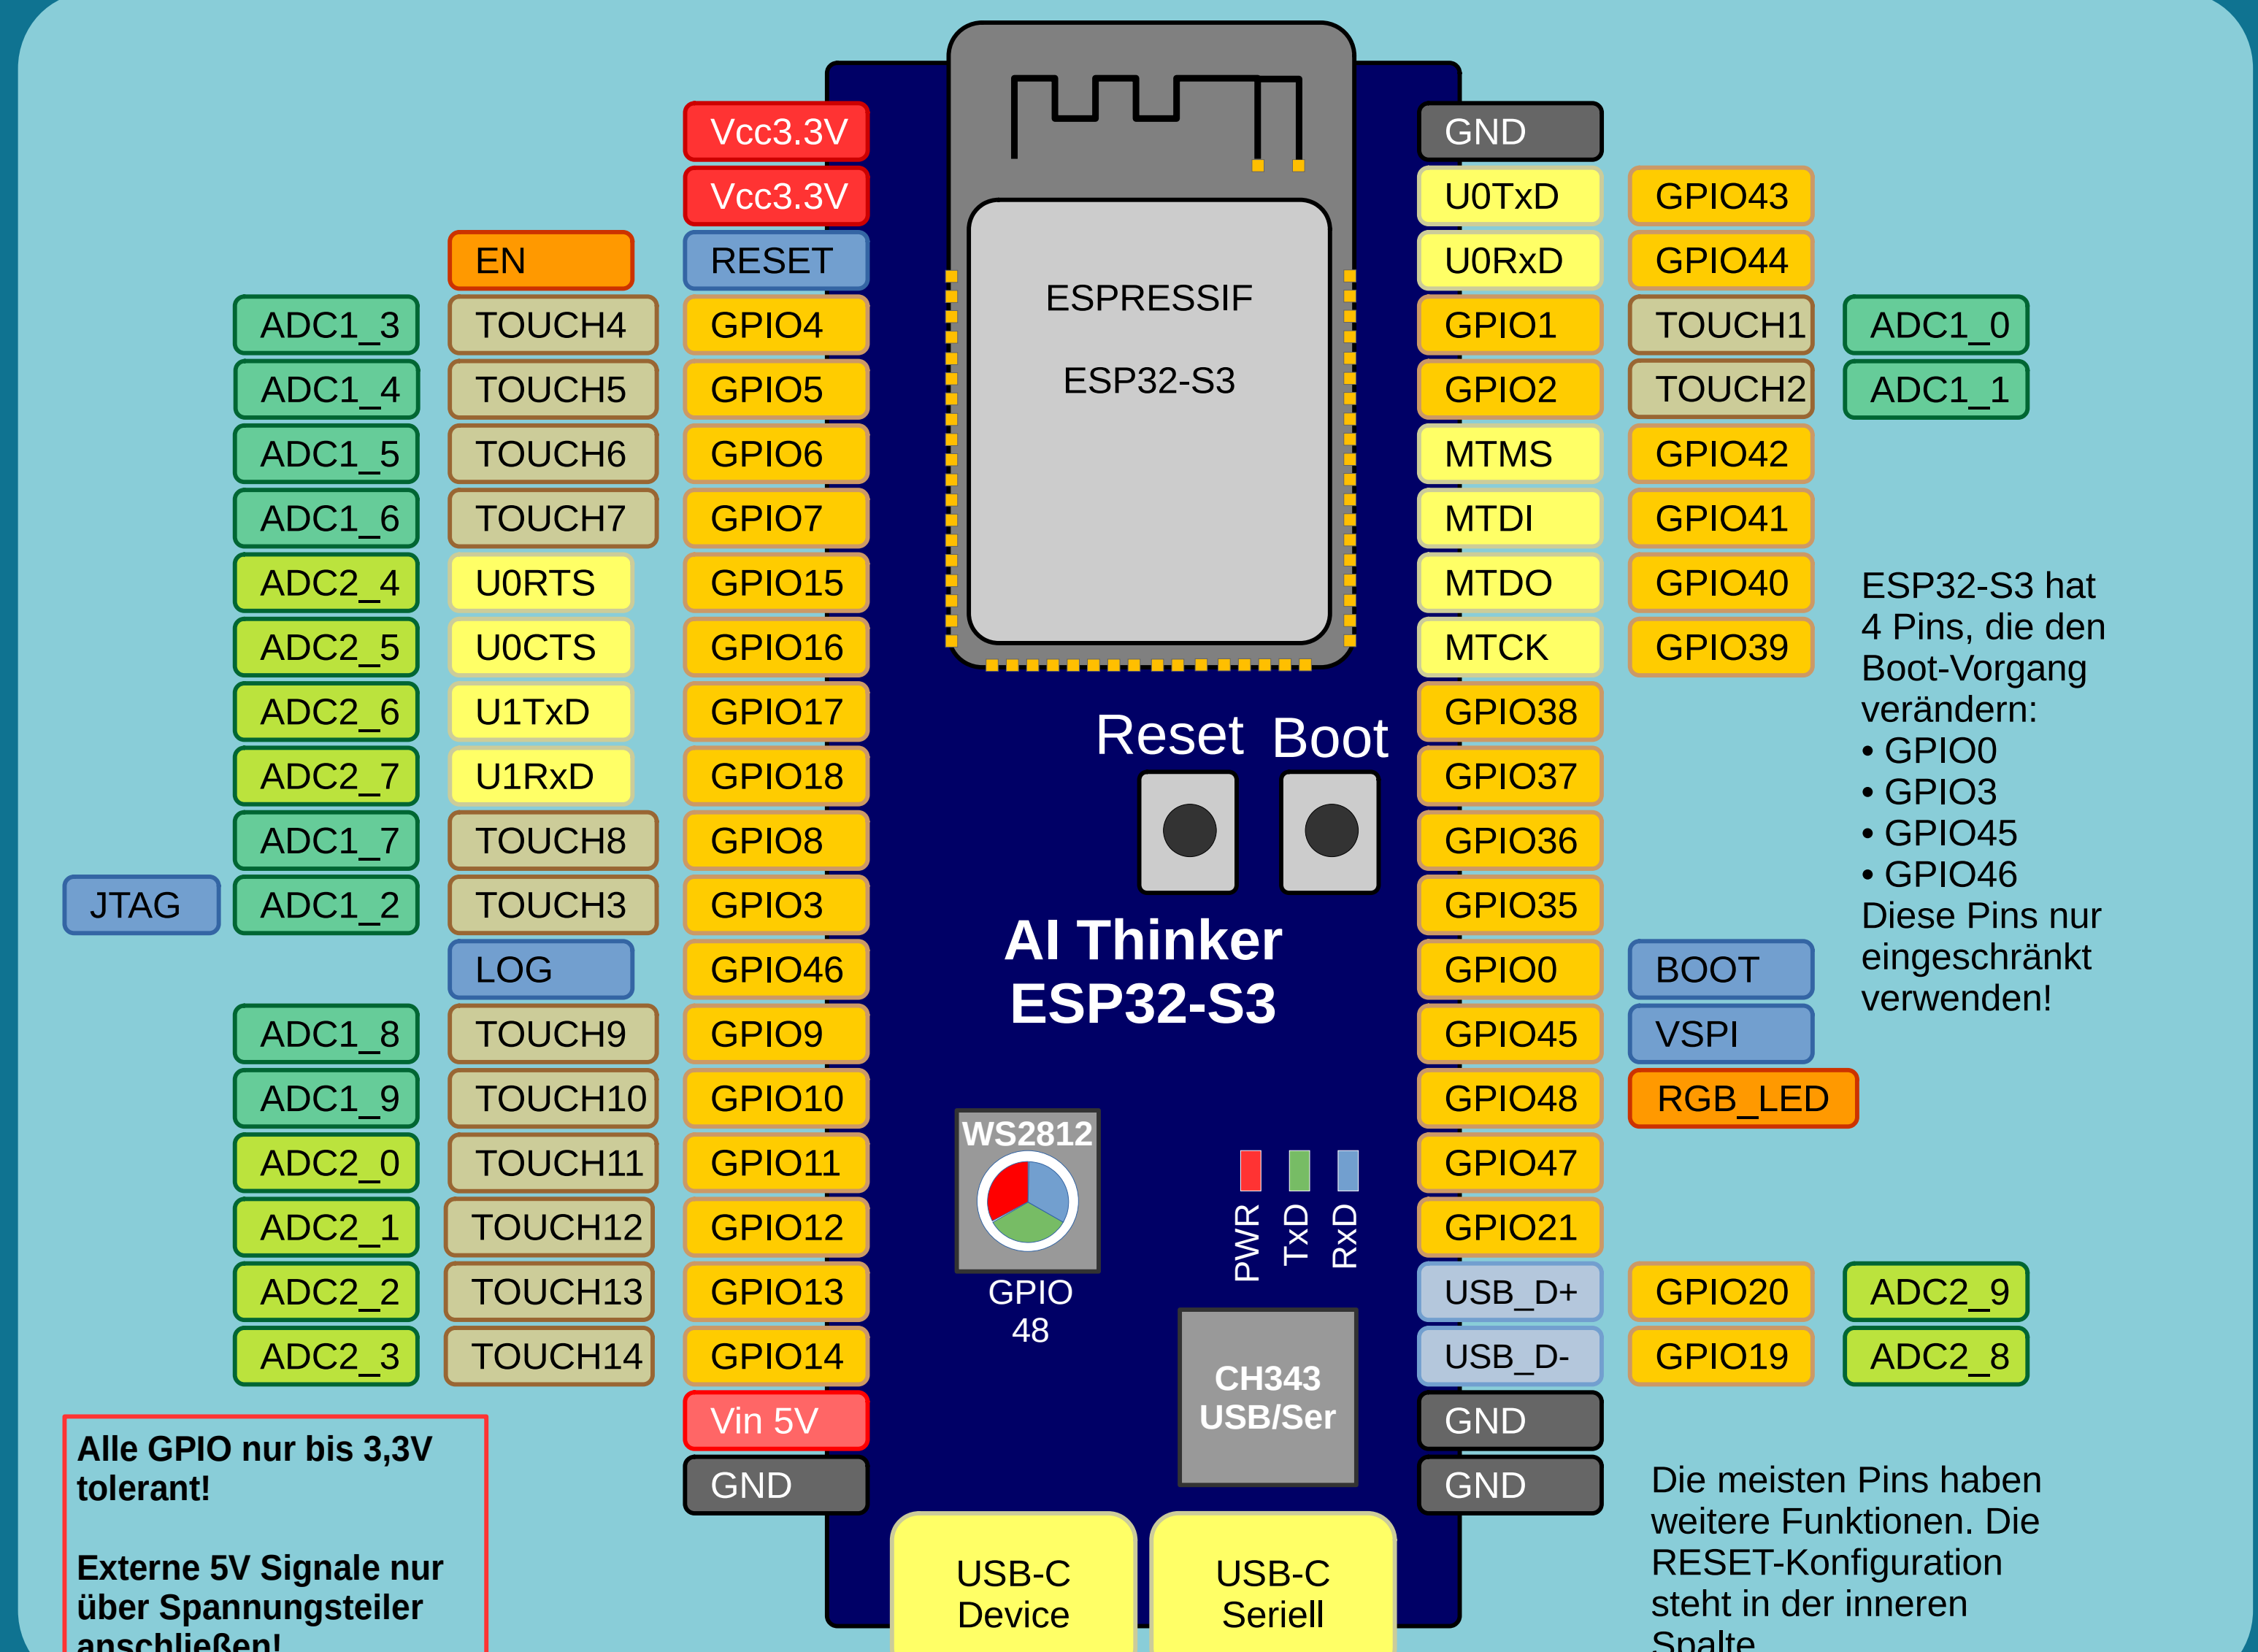 Vcc3.3V
GND
Vcc3.3V
U0TxD GPIO43
EN RESET
U0RxD GPIO44
ADC1_3 TOUCH4 GPIO4
GPIO1 TOUCH1 ADC1_0
ADC1_4 TOUCH5 GPIO5
GPIO2 TOUCH2 ADC1_1
ADC1_5 TOUCH6 GPIO6
MTMS GPIO42
ADC1_6 TOUCH7 GPIO7
MTDI GPIO41
ADC2_4 U0RTS GPIO15
MTDO GPIO40
ADC2_5 U0CTS GPIO16
MTCK GPIO39
ADC2_6 U1TxD GPIO17
GPIO38
ADC2_7 U1RxD GPIO18
GPIO37
ADC1_7 TOUCH8 GPIO8
GPIO36
JTAG ADC1_2 TOUCH3 GPIO3
GPIO35
LOG GPIO46
GPIO0 BOOT
ADC1_8 TOUCH9 GPIO9
GPIO45 VSPI
ADC1_9 TOUCH10 GPIO10
GPIO48 RGB_LED
ADC2_0 TOUCH11 GPIO11
GPIO47
ADC2_1 TOUCH12 GPIO12
GPIO21
ADC2_2 TOUCH13 GPIO13
USB_D+ GPIO20 ADC2_9
ADC2_3 TOUCH14 GPIO14
USB_D- GPIO19 ADC2_8
Vin 5V
GND
GND
GND
ESPRESSIF
ESP32-S3
Reset Boot
AI Thinker
ESP32-S3
WS2812
GPIO
48
PWR
TxD
RxD
CH343
USB/Ser
USB-C
Device
USB-C
Seriell
ESP32-S3 hat
4 Pins, die den
Boot-Vorgang
verändern:
• GPIO0
• GPIO3
• GPIO45
• GPIO46
Diese Pins nur
eingeschränkt
verwenden!
Alle GPIO nur bis 3,3V
tolerant!
Externe 5V Signale nur
über Spannungsteiler
anschließen!
Die meisten Pins haben
weitere Funktionen. Die
RESET-Konfiguration
steht in der inneren
Spalte